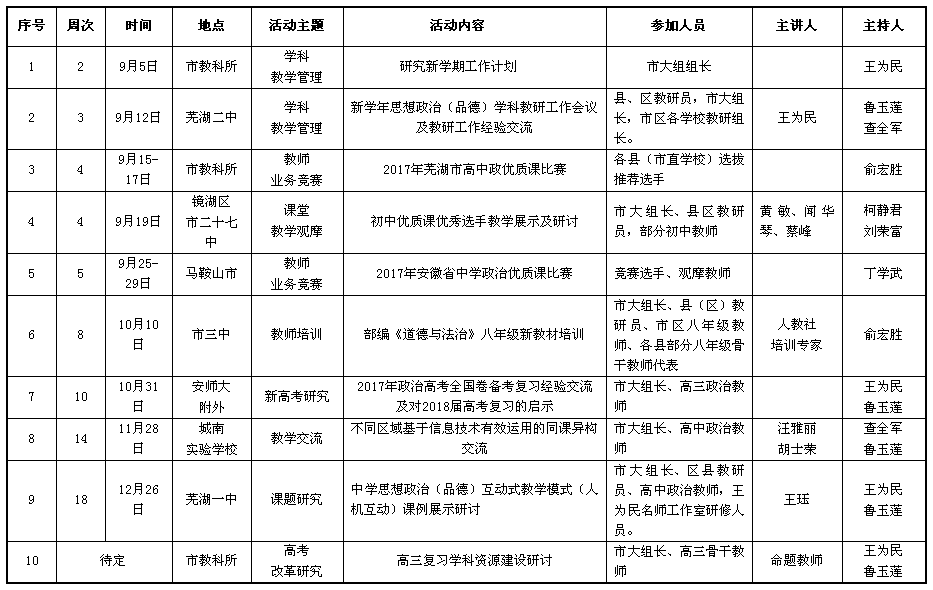 序号 周次 时间 地点 活动主题 活动内容 参加人员 主讲人 主持人
1 2 9月5日 市教科所 学科 研究新学期工作计划 市大组组长 王为民
教学管理
2 3 9月12日 芜湖二中 学科 新学年思想政治（品德）学科教研工作会议 县、区教研员，市大组 王为民 鲁玉莲
教学管理 及教研工作经验交流 长，市区各学校教研组 查全军
长。
3 4 9月15- 市教科所 教师 2017年芜湖市高中政优质课比赛 各县（市直学校）选拔 俞宏胜
17日 业务竞赛 推荐选手
4 4 9月19日 镜湖区 课堂 初中优质课优秀选手教学展示及研讨 市大组长、县区教研 黄 敏、闻 华 柯静君
市二十七 教学观摩 员，部分初中教师 琴、蔡峰 刘荣富
中
5 5 9月25- 马鞍山市 教师 2017年安徽省中学政治优质课比赛 竞赛选手、观摩教师 丁学武
29日 业务竞赛
6 8 10月10 市三中 教师培训 部编《道德与法治》八年级新教材培训 市大组长、县（区）教 人教社 俞宏胜
日 研员、市区八年级教 培训专家
师、各县部分八年级骨
干教师代表
7 10 10月31 安师大 新高考研究 2017年政治高考全国卷备考复习经验交流 市大组长、高三政治教 王为民
日 附外 及对2018届高考复习的启示 师 鲁玉莲
8 14 11月28 城南 教学交流 不同区域基于信息技术有效运用的同课异构 市大组长、高中政治教 汪雅丽 查全军
日 实验学校 交流 师 胡士荣 鲁玉莲
9 18 12月26 芜湖一中 课题研究 中学思想政治（品德）互动式教学模式（人 市大组长、区县教研 王珏 王为民
日 机互动）课例展示研讨 员、高中政治教师，王 鲁玉莲
为民名师工作室研修人
员。
10 待定 市教科所 高考 高三复习学科资源建设研讨 市大组长、高三骨干教 命题教师 王为民
改革研究 师 鲁玉莲